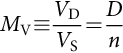 M_V ≡ V_D / V_S = D / n